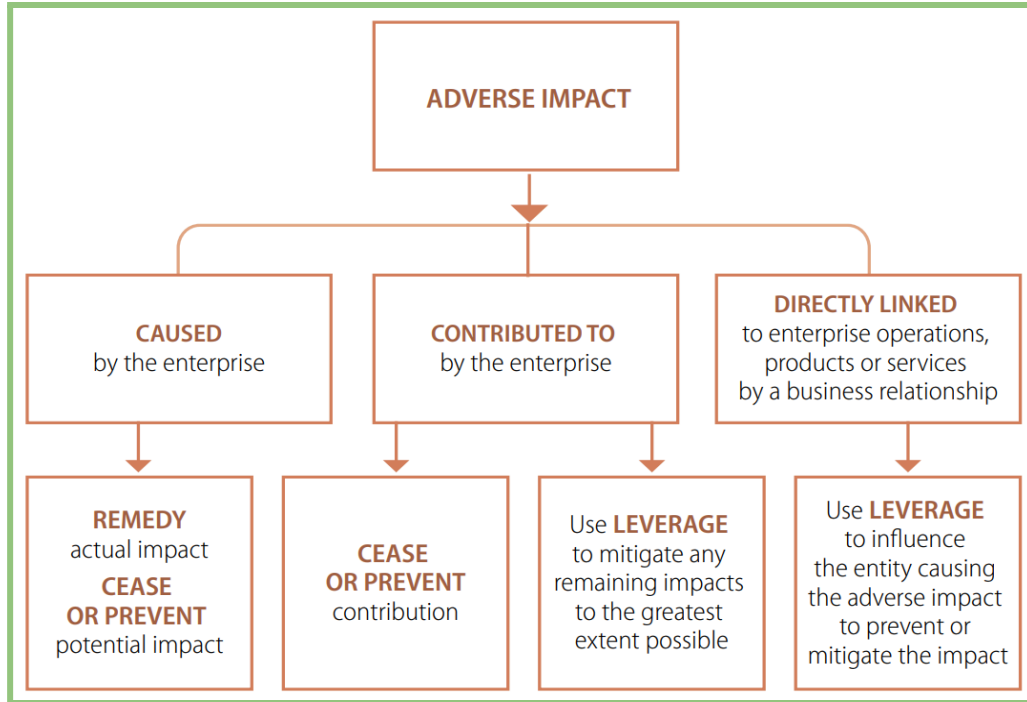 ADVERSE IMPACT
CAUSED
by the enterprise
CONTRIBUTED TO
by the enterprise
DIRECTLY LINKED
to enterprise operations,
products or services
by a business relationship
REMEDY
actual impact
CEASE
OR PREVENT
potential impact
CEASE
OR PREVENT
contribution
Use LEVERAGE
to mitigate any
remaining impacts
to the greatest
extent possible
Use LEVERAGE
to influence
the entity causing
the adverse impact
to prevent or
mitigate the impact